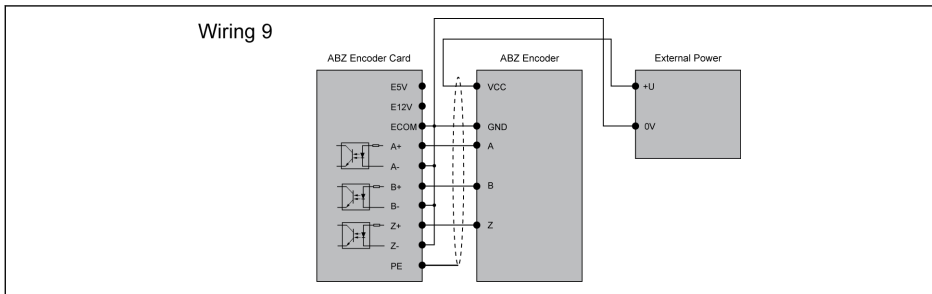 Wiring 9
ABZ Encoder Card
ABZ Encoder
External Power
E5V
VCC
+U
E12V
ECOM
GND
0V
A+
A
A-
B+
B
B-
Z+
Z
Z-
PE